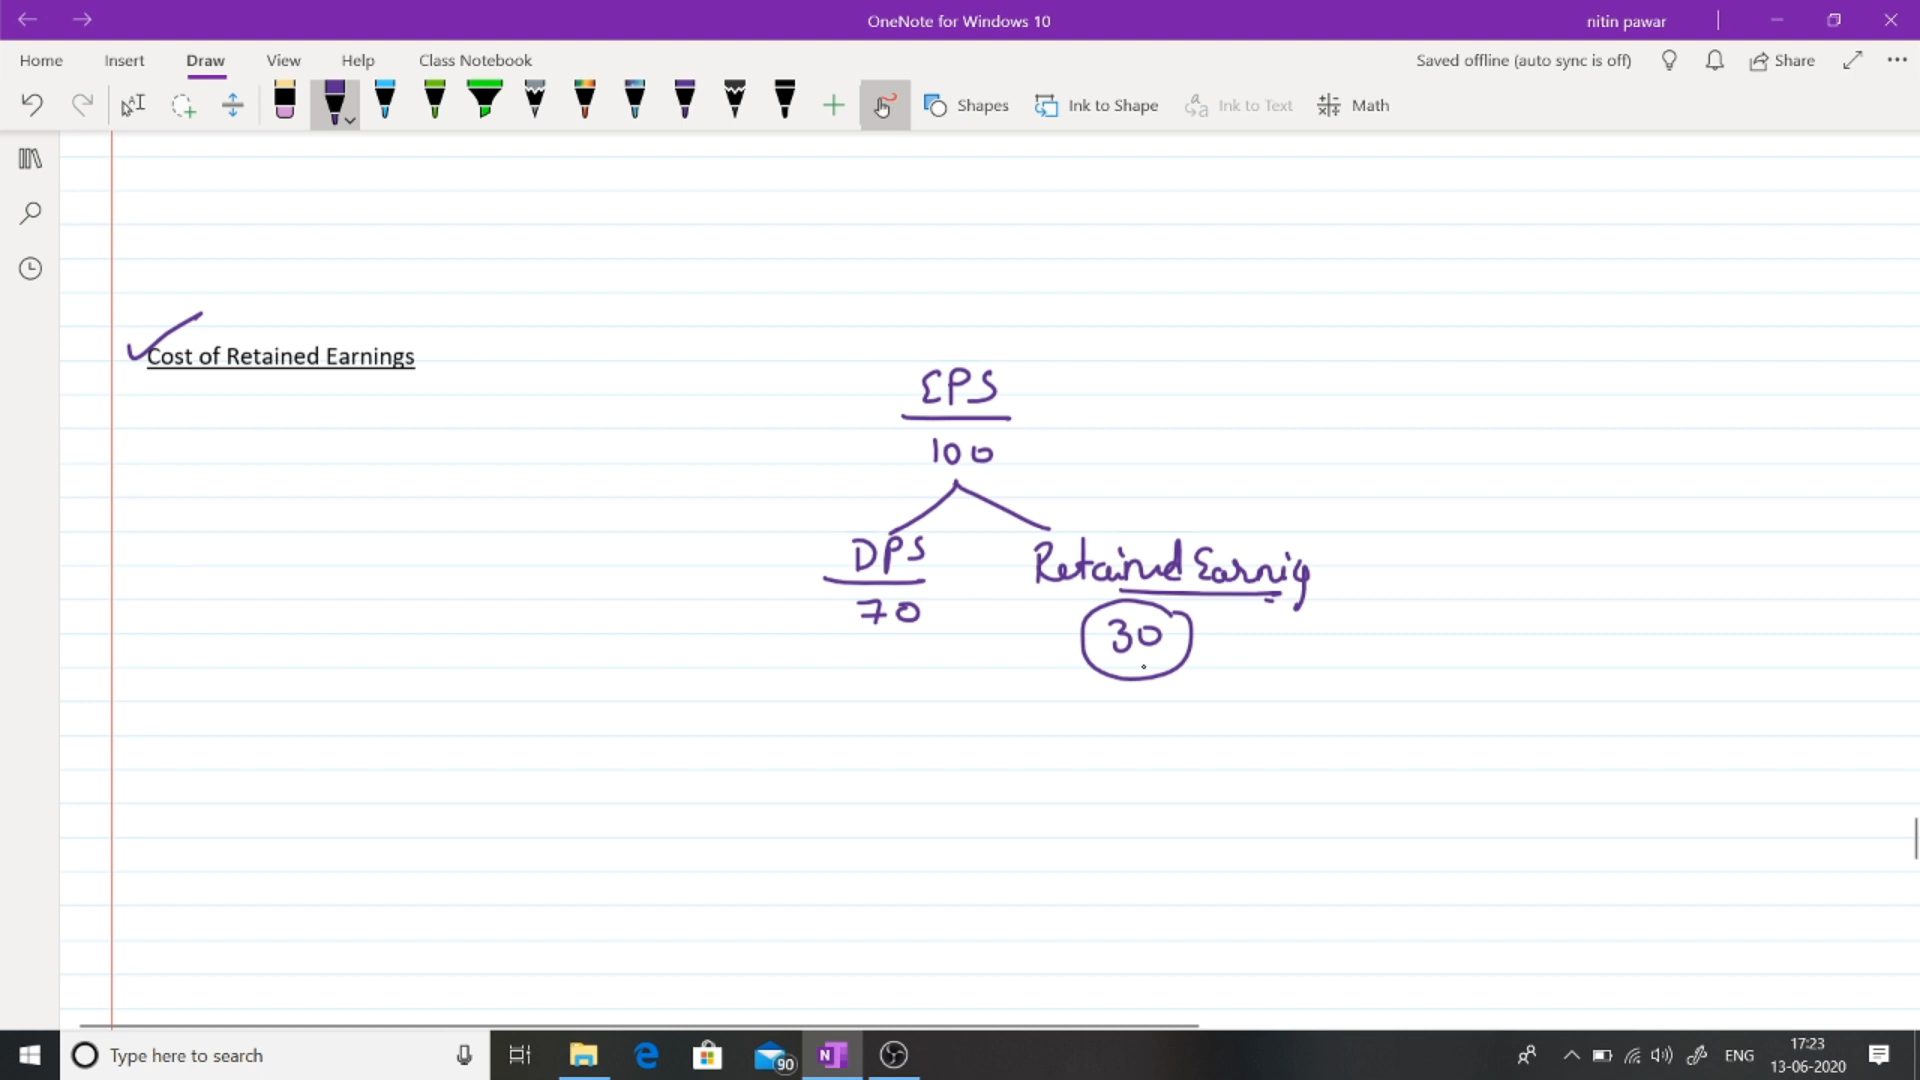 OneNote for Windows 10
nitin pawar
Home Insert Draw View Help Class Notebook
Saved offline (auto sync is off) Share
Shapes Ink to Shape Ink to Text Math
Cost of Retained Earnings
EPS
100
DPS Retained Earnig
70 30
Type here to search
90
N
ENG
17:23
13-06-2020